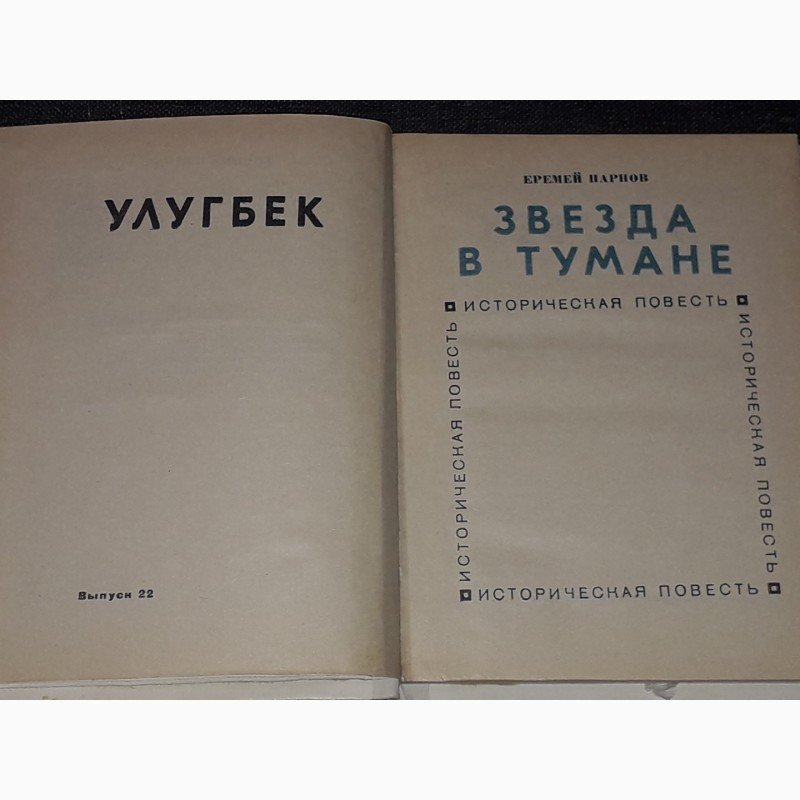 УЛУГБЕК
Выпуск 22
ЕРЕМЕЙ ПАРНОВ
ЗВЕЗДА
В ТУМАНЕ
ИСТОРИЧЕСКАЯ ПОВЕСТЬ
ИСТОРИЧЕСКАЯ ПОВЕСТЬ
ИСТОРИЧЕСКАЯ ПОВЕСТЬ
ИСТОРИЧЕСКАЯ ПОВЕСТЬ